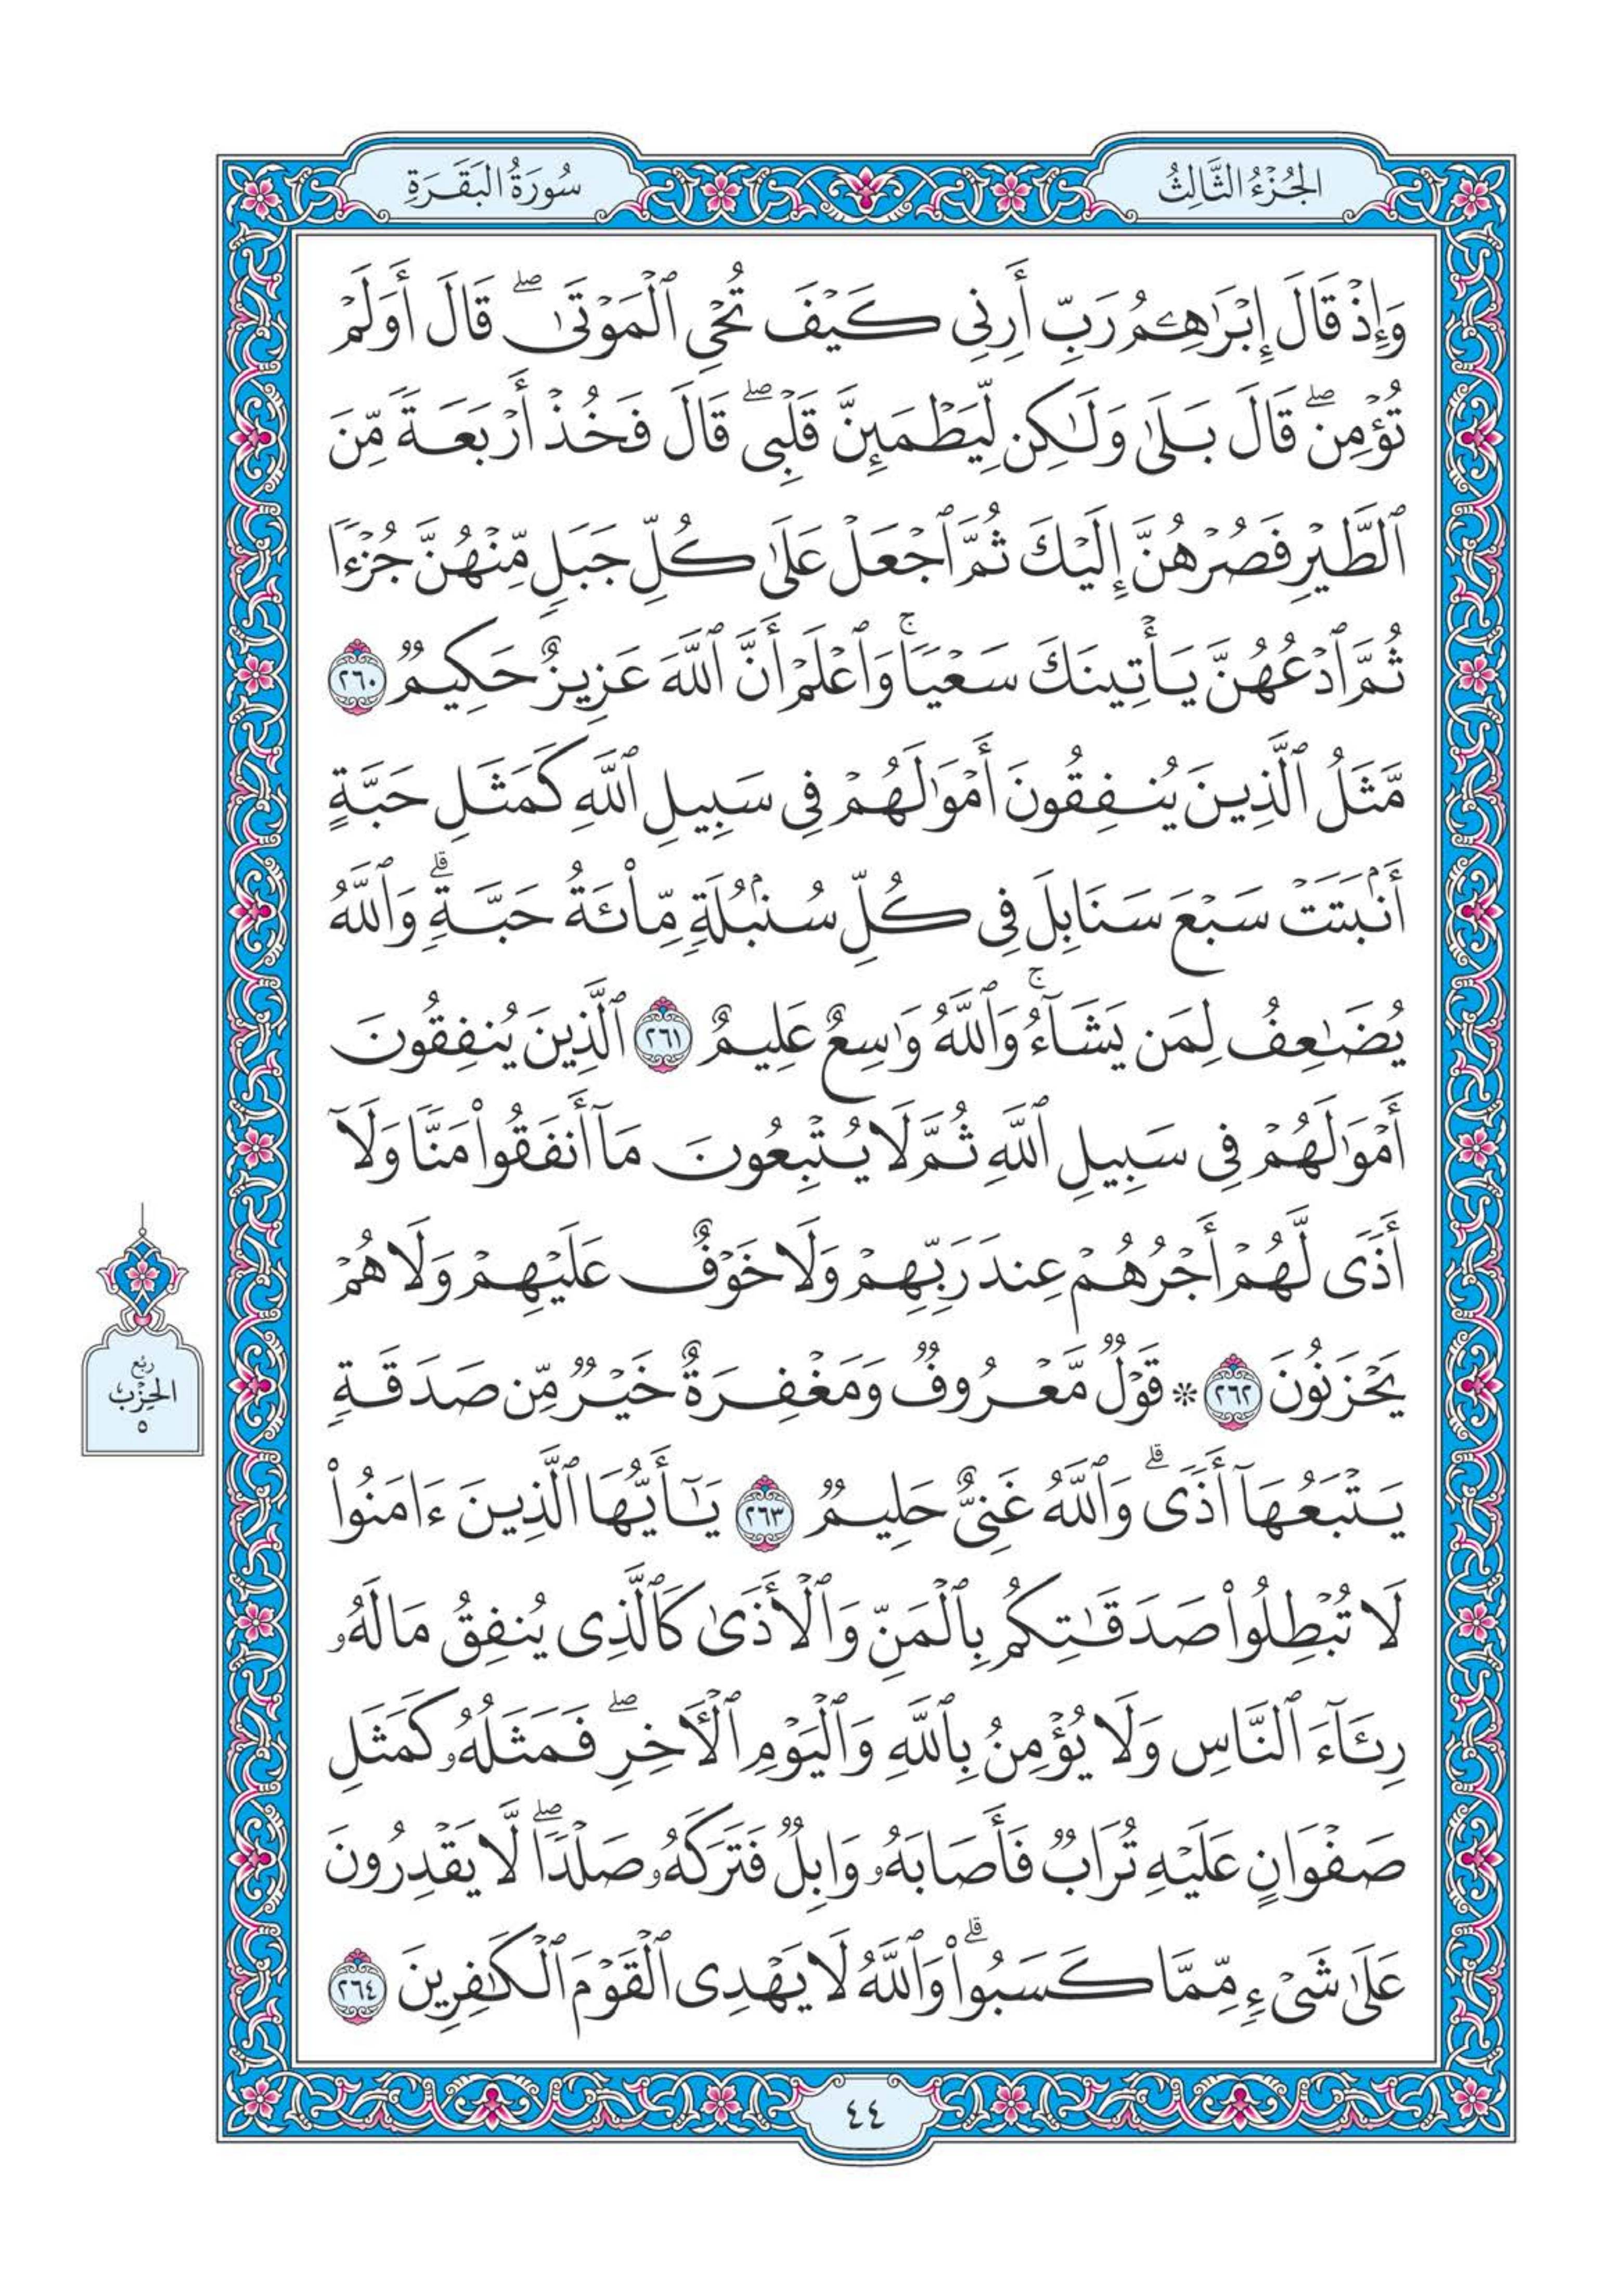 الجُزْءُ الثَّالِثُ
سُورَةُ البَقَرَةِ
وَإِذْ قَالَ إِبْرَٰهِـۧمُ رَبِّ أَرِنِى كَيْفَ تُحْىِ ٱلْمَوْتَىٰ ۖ قَالَ أَوَلَمْ
تُؤْمِن ۖ قَالَ بَلَىٰ وَلَـٰكِن لِّيَطْمَئِنَّ قَلْبِى ۖ قَالَ فَخُذْ أَرْبَعَةً مِّنَ
ٱلطَّيْرِ فَصُرْهُنَّ إِلَيْكَ ثُمَّ ٱجْعَلْ عَلَىٰ كُلِّ جَبَلٍ مِّنْهُنَّ جُزْءًا
ثُمَّ ٱدْعُهُنَّ يَأْتِينَكَ سَعْيًا ۚ وَٱعْلَمْ أَنَّ ٱللَّهَ عَزِيزٌ حَكِيمٌ ٢٦٠
مَّثَلُ ٱلَّذِينَ يُنفِقُونَ أَمْوَٰلَهُمْ فِى سَبِيلِ ٱللَّهِ كَمَثَلِ حَبَّةٍ
أَنۢبَتَتْ سَبْعَ سَنَابِلَ فِى كُلِّ سُنۢبُلَةٍ مِّا۟ئَةُ حَبَّةٍ ۗ وَٱللَّهُ
يُضَـٰعِفُ لِمَن يَشَآءُ ۚ وَٱللَّهُ وَٰسِعٌ عَلِيمٌ ٢٦١ ٱلَّذِينَ يُنفِقُونَ
أَمْوَٰلَهُمْ فِى سَبِيلِ ٱللَّهِ ثُمَّ لَا يُتْبِعُونَ مَآ أَنفَقُوا۟ مَنًّا وَلَآ
أَذًى لَّهُمْ أَجْرُهُمْ عِندَ رَبِّهِمْ وَلَا خَوْفٌ عَلَيْهِمْ وَلَا هُمْ
يَحْزَنُونَ ٢٦٢ * قَوْلٌ مَّعْرُوفٌ وَمَغْفِرَةٌ خَيْرٌ مِّن صَدَقَةٍ
يَتْبَعُهَآ أَذًى ۗ وَٱللَّهُ غَنِىٌّ حَلِيمٌ ٢٦٣ يَـٰٓأَيُّهَا ٱلَّذِينَ ءَامَنُوا۟
لَا تُبْطِلُوا۟ صَدَقَـٰتِكُم بِٱلْمَنِّ وَٱلْأَذَىٰ كَٱلَّذِى يُنفِقُ مَالَهُۥ
رِئَآءَ ٱلنَّاسِ وَلَا يُؤْمِنُ بِٱللَّهِ وَٱلْيَوْمِ ٱلْـَٔاخِرِ ۖ فَمَثَلُهُۥ كَمَثَلِ
صَفْوَانٍ عَلَيْهِ تُرَابٌ فَأَصَابَهُۥ وَابِلٌ فَتَرَكَهُۥ صَلْدًا ۖ لَّا يَقْدِرُونَ
عَلَىٰ شَىْءٍ مِّمَّا كَسَبُوا۟ ۗ وَٱللَّهُ لَا يَهْدِى ٱلْقَوْمَ ٱلْكَـٰفِرِينَ ٢٦٤
رُبْع
الحِزْب
٥
٤٤